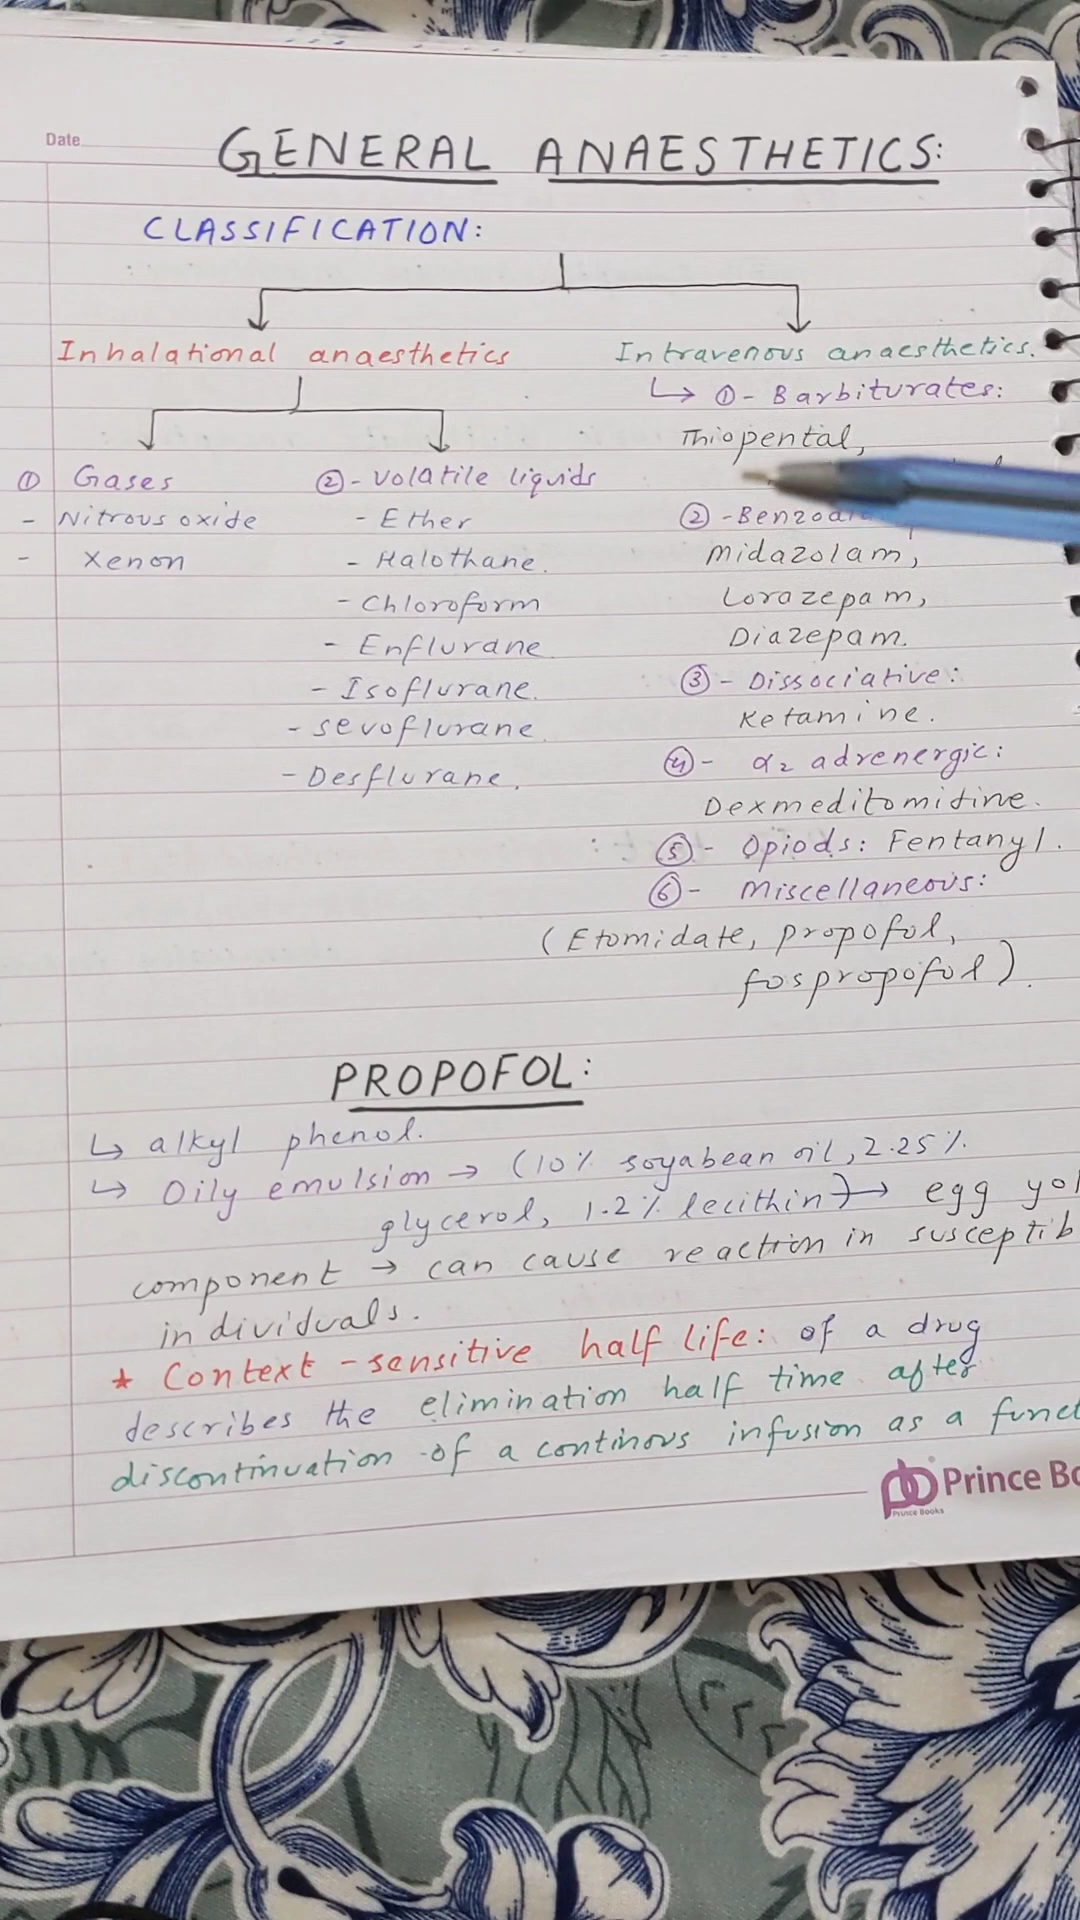 Date
GENERAL ANAESTHETICS:
CLASSIFICATION:
Inhalational anaesthetics
① Gases
- Nitrous oxide
- Xenon
②- Volatile liquids
- Ether
- Halothane.
- Chloroform
- Enflurane
- Isoflurane.
- sevoflurane.
- Desflurane.
Intravenous anaesthetics.
↳ ①- Barbiturates:
Thiopental,
②-
midazolam,
Lorazepam,
Diazepam.
③- Dissociative:
Ketamine.
④- α₂ adrenergic:
Dexmeditomidine.
⑤- Opiods: Fentanyl.
⑥- Miscellaneous:
(Etomidate, propofol,
fospropofol).
PROPOFOL:
↳ alkyl phenol.
↳ Oily emulsion → (10% soyabean oil, 2.25%
glycerol, 1.2% lecithin) → egg
component → can cause reaction in
individuals.
* Context-sensitive half life: of a drug
describes the elimination half time after
discontinuation of a continous infusion as a
Prince
Prince Books